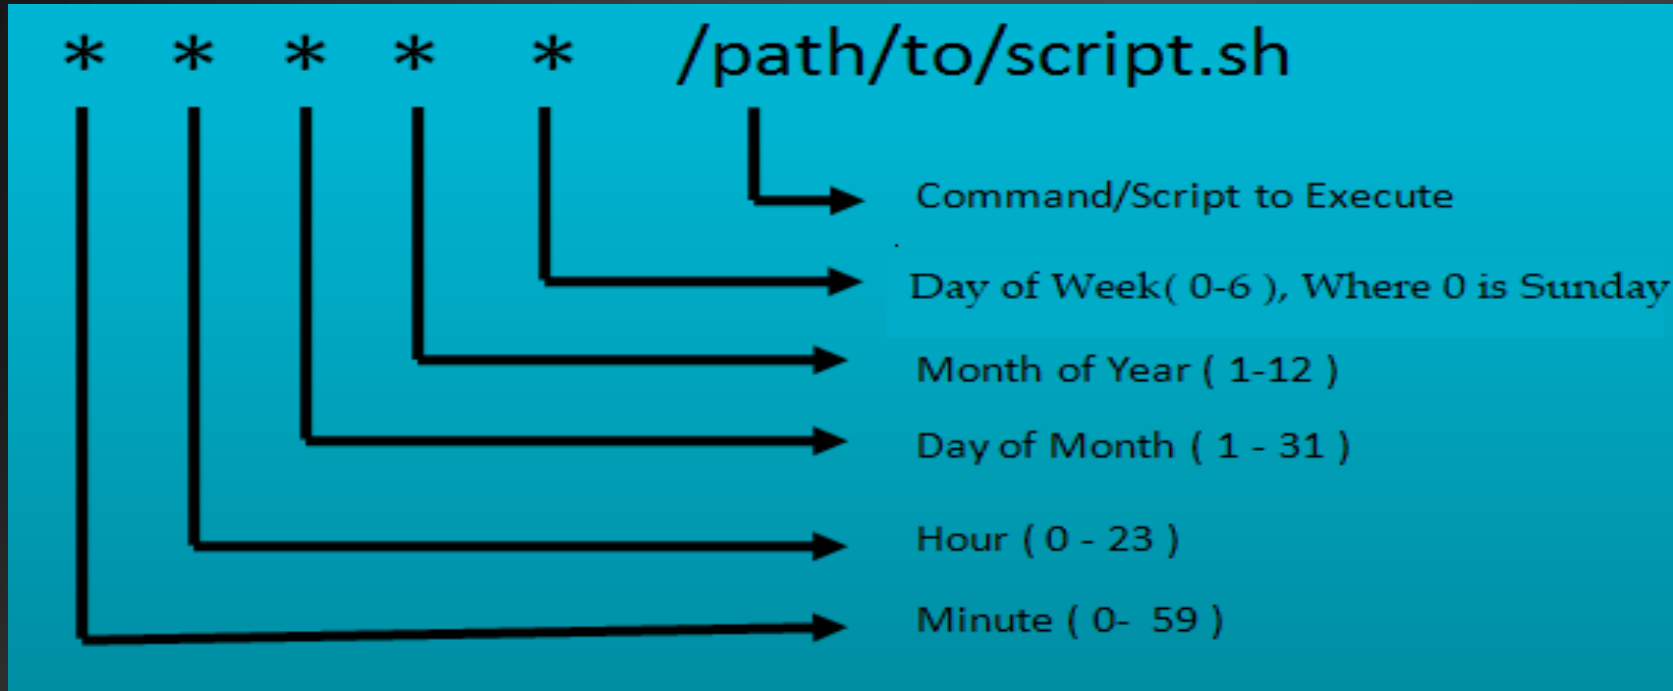 * * * * * /path/to/script.sh
Command/Script to Execute
Day of Week( 0-6 ), Where 0 is Sunday
Month of Year ( 1-12 )
Day of Month ( 1 - 31 )
Hour ( 0 - 23 )
Minute ( 0- 59 )